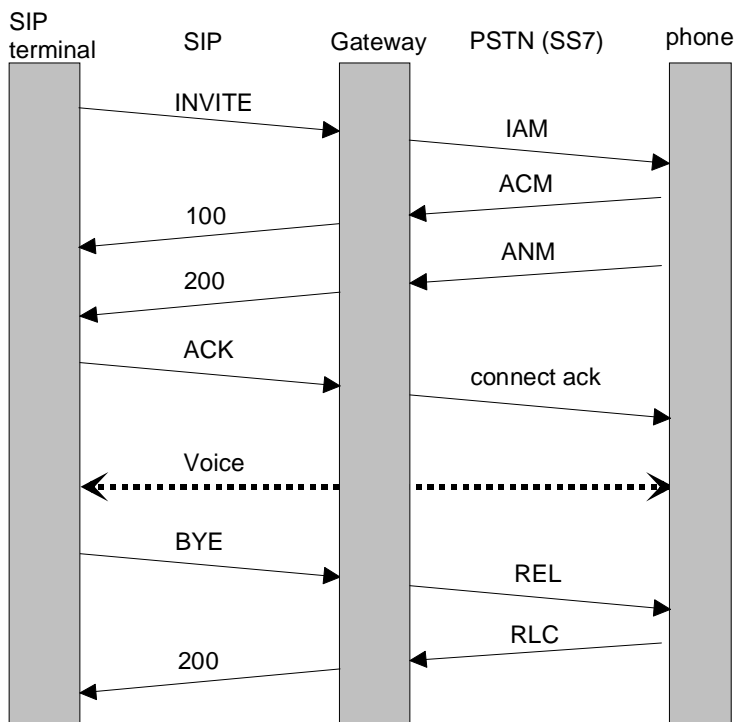 SIP
terminal
SIP
Gateway
PSTN (SS7)
phone
INVITE
IAM
ACM
100
ANM
200
ACK
connect ack
Voice
BYE
REL
RLC
200